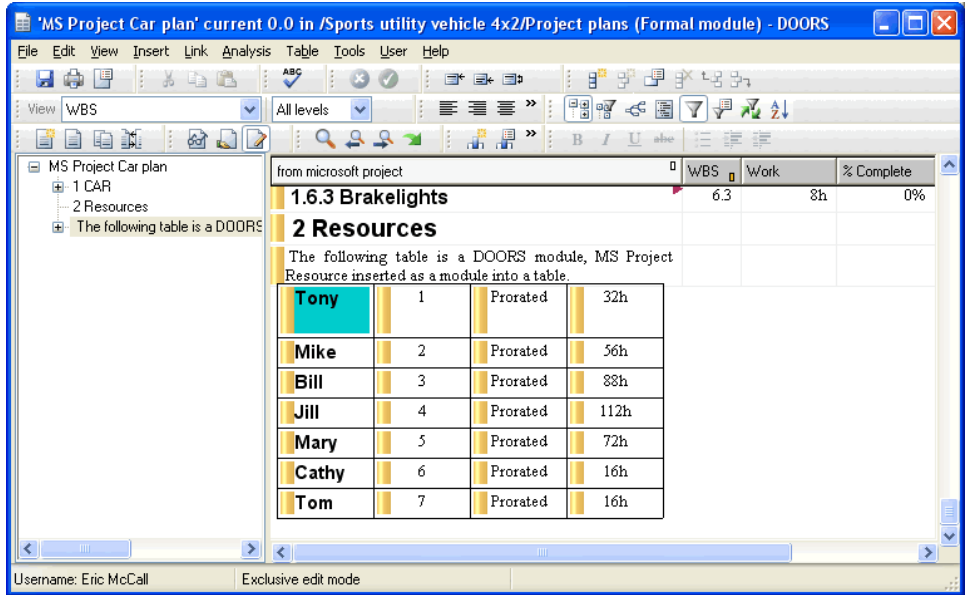 'MS Project Car plan' current 0.0 in /Sports utility vehicle 4x2/Project plans (Formal module) - DOORS
File Edit View Insert Link Analysis Table Tools User Help
ABC
View WBS All levels »
» B I U abc
MS Project Car plan
1 CAR
2 Resources
The following table is a DOORS
from microsoft project WBS Work % Complete
1.6.3 Brakelights 6.3 8h 0%
2 Resources
The following table is a DOORS module, MS Project
Resource inserted as a module into a table.
Tony 1 Prorated 32h
Mike 2 Prorated 56h
Bill 3 Prorated 88h
Jill 4 Prorated 112h
Mary 5 Prorated 72h
Cathy 6 Prorated 16h
Tom 7 Prorated 16h
Username: Eric McCall Exclusive edit mode